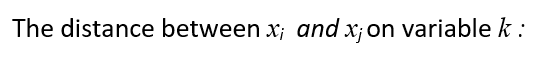 The distance between xᵢ and xⱼ on variable k :